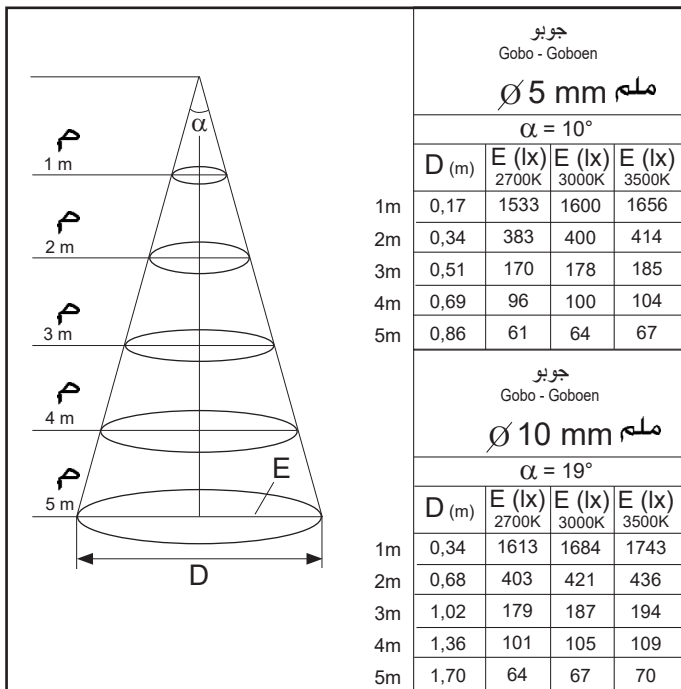 α
م
1 m
م
2 m
م
3 m
م
4 m
م
5 m
E
D
جوبو
Gobo - Goboen
Ø 5 mm ملم
α = 10°
D (m) E (lx) 2700K E (lx) 3000K E (lx) 3500K
1m 0,17 1533 1600 1656
2m 0,34 383 400 414
3m 0,51 170 178 185
4m 0,69 96 100 104
5m 0,86 61 64 67
جوبو
Gobo - Goboen
Ø 10 mm ملم
α = 19°
D (m) E (lx) 2700K E (lx) 3000K E (lx) 3500K
1m 0,34 1613 1684 1743
2m 0,68 403 421 436
3m 1,02 179 187 194
4m 1,36 101 105 109
5m 1,70 64 67 70